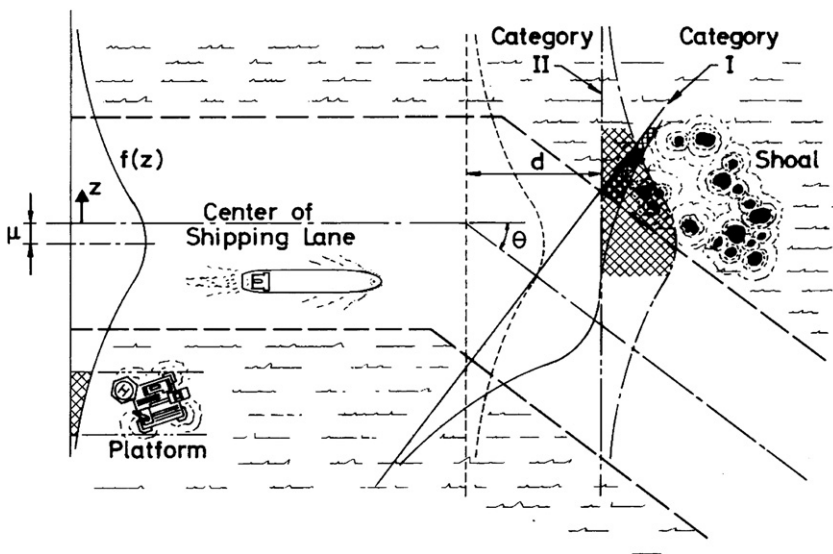 Category
II
Category
I
f(z)
d
Shoal
z
μ
Center of
Shipping Lane
θ
H
Platform